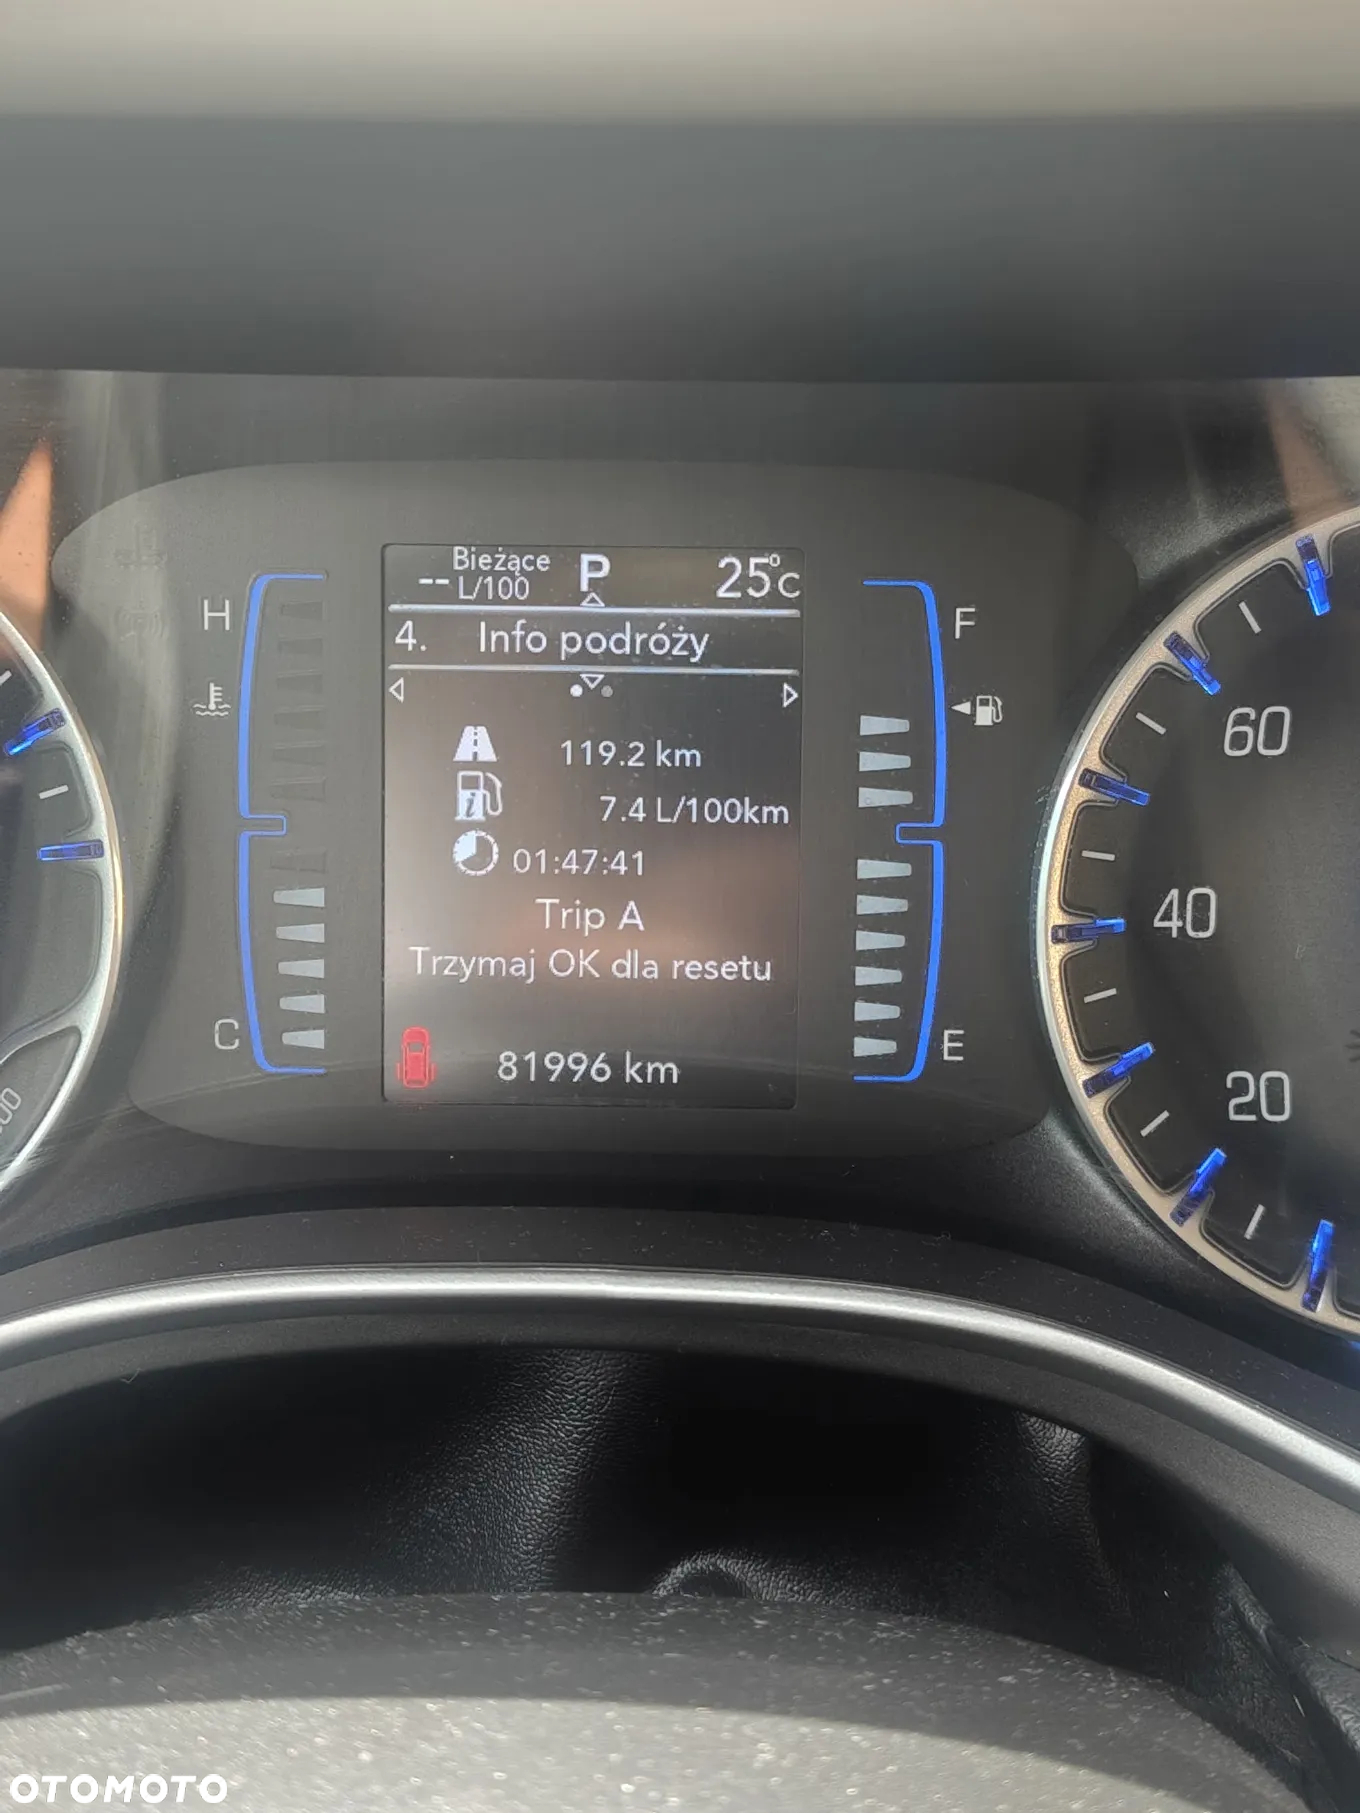 Bieżące
-- L/100 P 25°C
4. Info podróży
H
F
119.2 km
7.4 L/100km
01:47:41
Trip A
Trzymaj OK dla resetu
C
E
81996 km
60
40
20
OTOMOTO